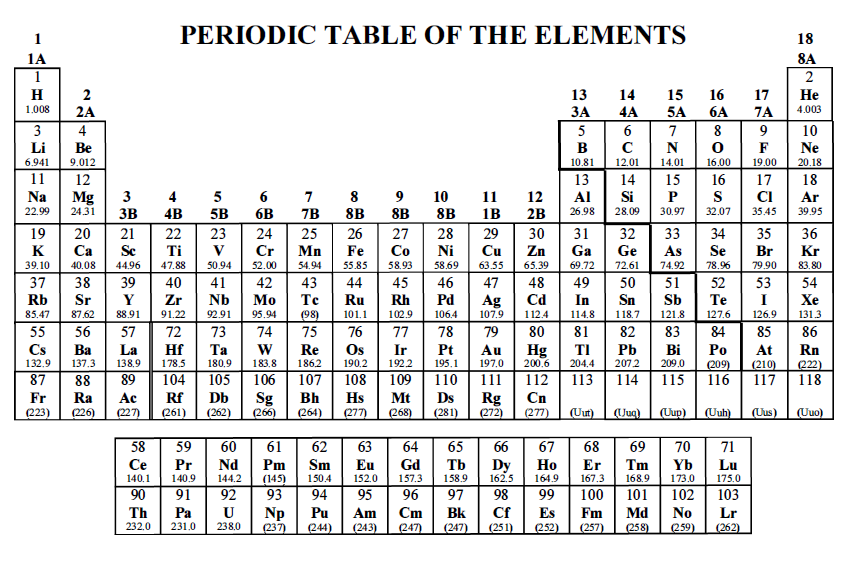 PERIODIC TABLE OF THE ELEMENTS
1 18
1A 8A
1 2
H 2 13 14 15 16 17 He
1.008 2A 3A 4A 5A 6A 7A 4.003
3 4 5 6 7 8 9 10
Li Be B C N O F Ne
6.941 9.012 10.81 12.01 14.01 16.00 19.00 20.18
11 12 13 14 15 16 17 18
Na Mg 3 4 5 6 7 8 9 10 11 12 Al Si P S Cl Ar
22.99 24.31 3B 4B 5B 6B 7B 8B 8B 8B 1B 2B 26.98 28.09 30.97 32.07 35.45 39.95
19 20 21 22 23 24 25 26 27 28 29 30 31 32 33 34 35 36
K Ca Sc Ti V Cr Mn Fe Co Ni Cu Zn Ga Ge As Se Br Kr
39.10 40.08 44.96 47.88 50.94 52.00 54.94 55.85 58.93 58.69 63.55 65.39 69.72 72.61 74.92 78.96 79.90 83.80
37 38 39 40 41 42 43 44 45 46 47 48 49 50 51 52 53 54
Rb Sr Y Zr Nb Mo Tc Ru Rh Pd Ag Cd In Sn Sb Te I Xe
85.47 87.62 88.91 91.22 92.91 95.94 (98) 101.1 102.9 106.4 107.9 112.4 114.8 118.7 121.8 127.6 126.9 131.3
55 56 57 72 73 74 75 76 77 78 79 80 81 82 83 84 85 86
Cs Ba La Hf Ta W Re Os Ir Pt Au Hg Tl Pb Bi Po At Rn
132.9 137.3 138.9 178.5 180.9 183.8 186.2 190.2 192.2 195.1 197.0 200.6 204.4 207.2 209.0 (209) (210) (222)
87 88 89 104 105 106 107 108 109 110 111 112 113 114 115 116 117 118
Fr Ra Ac Rf Db Sg Bh Hs Mt Ds Rg Cn
(223) (226) (227) (261) (262) (266) (264) (277) (268) (281) (272) (277) (Uut) (Uuq) (Uup) (Uuh) (Uus) (Uuo)
58 59 60 61 62 63 64 65 66 67 68 69 70 71
Ce Pr Nd Pm Sm Eu Gd Tb Dy Ho Er Tm Yb Lu
140.1 140.9 144.2 (145) 150.4 152.0 157.3 158.9 162.5 164.9 167.3 168.9 173.0 175.0
90 91 92 93 94 95 96 97 98 99 100 101 102 103
Th Pa U Np Pu Am Cm Bk Cf Es Fm Md No Lr
232.0 231.0 238.0 (237) (244) (243) (247) (247) (251) (252) (257) (258) (259) (262)